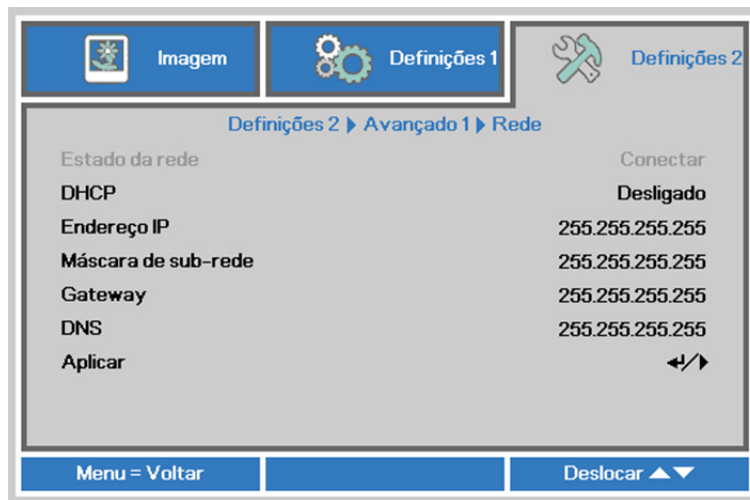 Imagem
Definições 1
Definições 2
Definições 2 Avançado 1 Rede
Estado da rede Conectar
DHCP Desligado
Endereço IP 255.255.255.255
Máscara de sub-rede 255.255.255.255
Gateway 255.255.255.255
DNS 255.255.255.255
Aplicar
Menu = Voltar
Deslocar